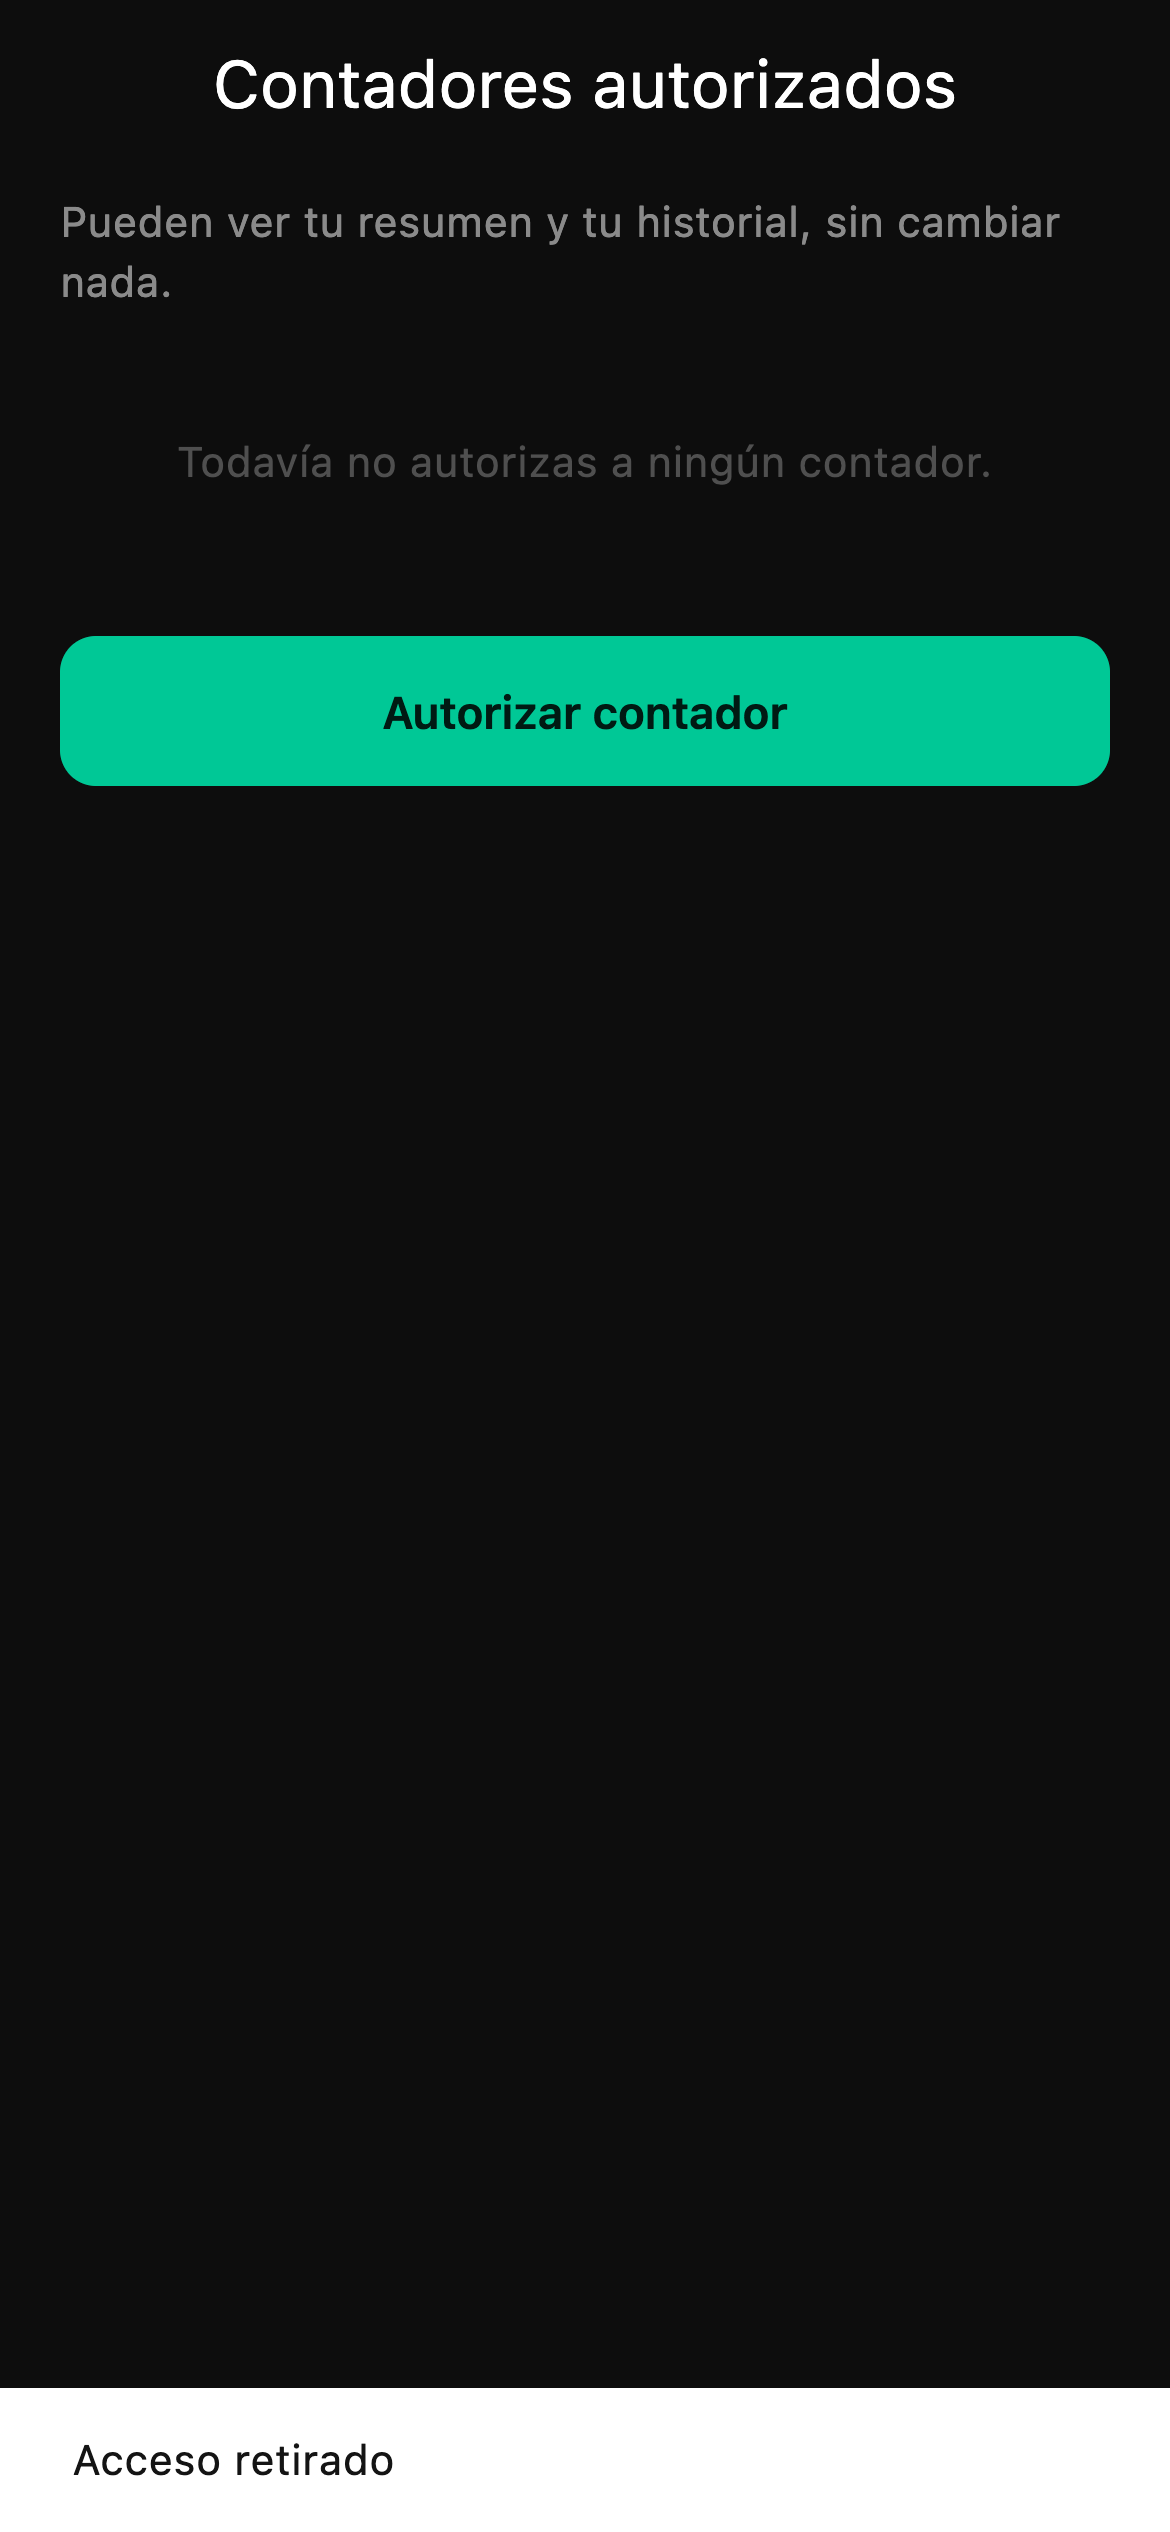 Contadores autorizados
Pueden ver tu resumen y tu historial, sin cambiar
nada.
Todavía no autorizas a ningún contador.
Autorizar contador
Acceso retirado